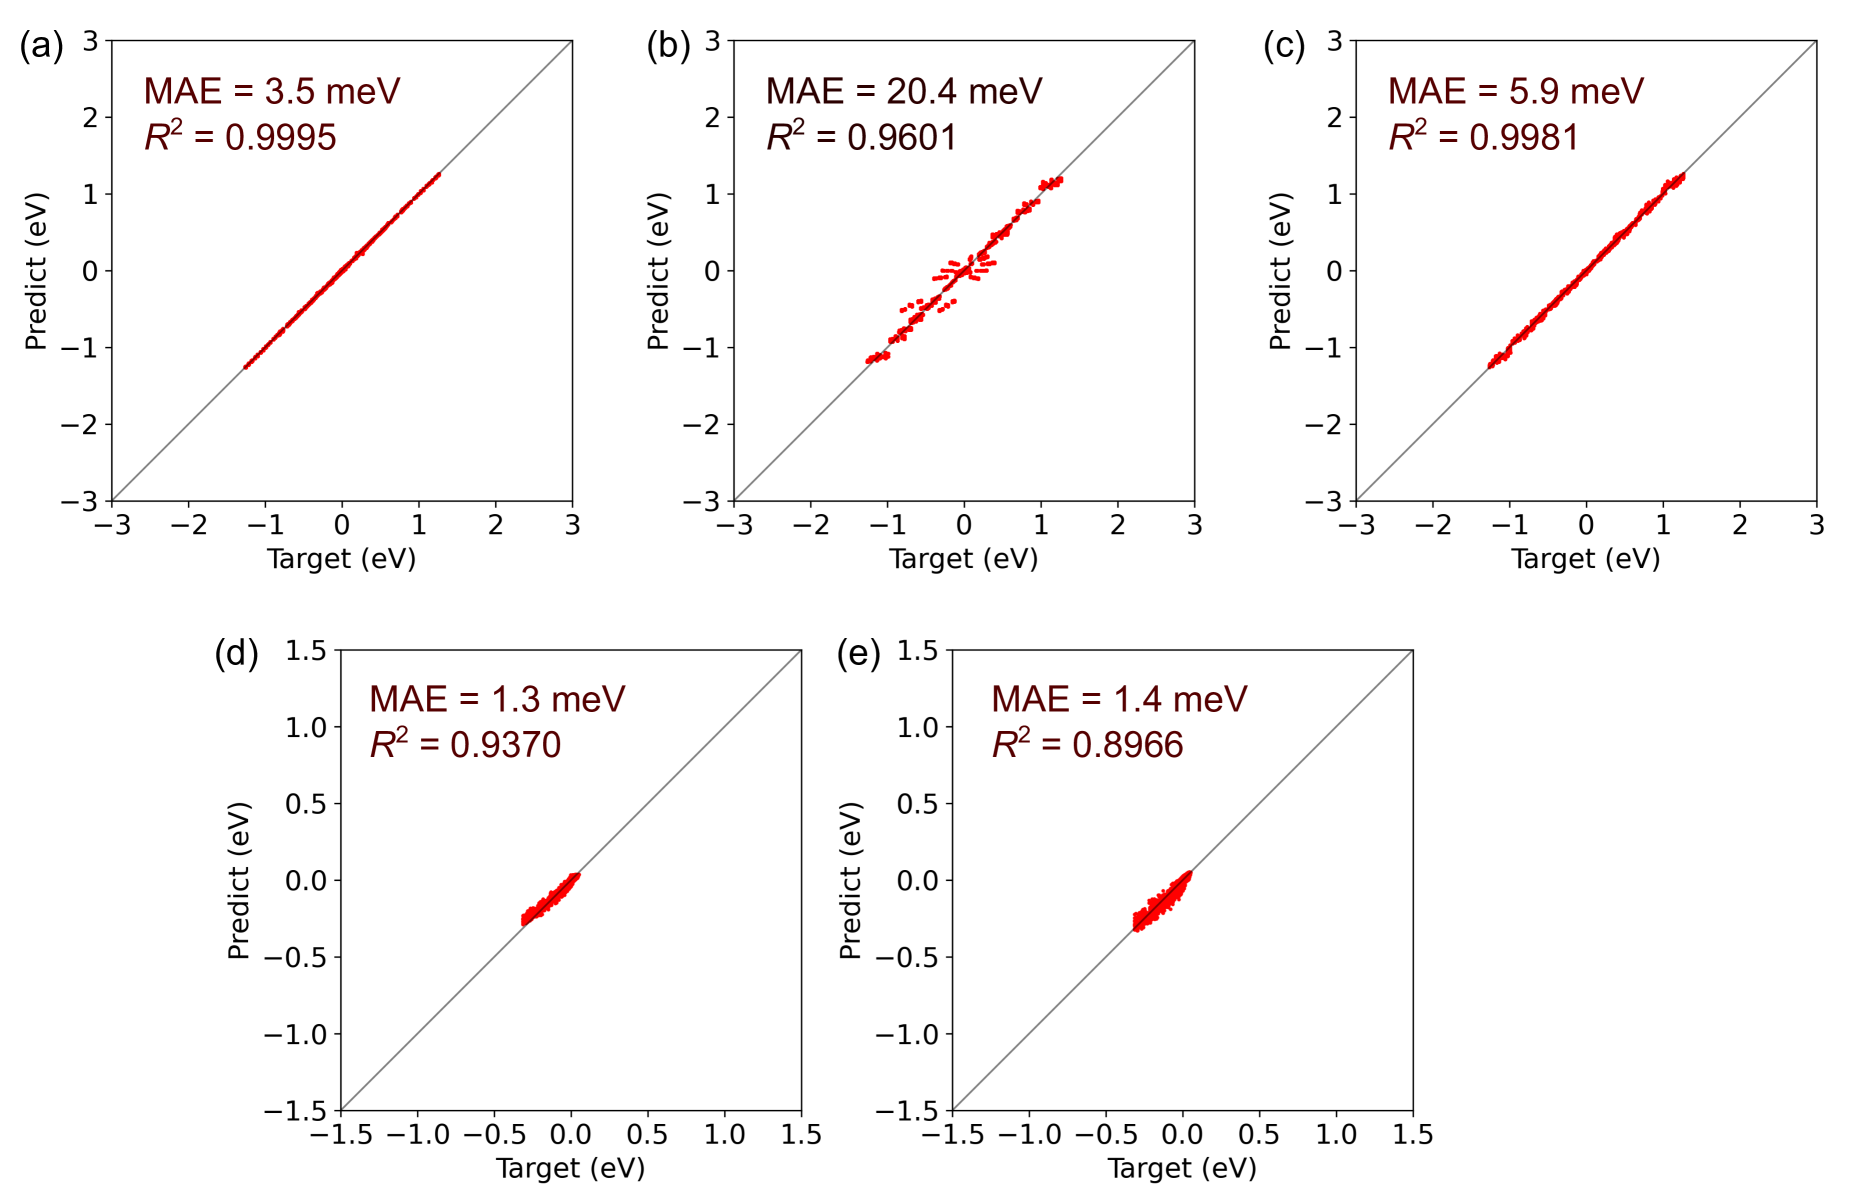 (a)
MAE = 3.5 meV
R² = 0.9995
3
2
1
0
−1
−2
−3
Predict (eV)
−3 −2 −1 0 1 2 3
Target (eV)
(b)
MAE = 20.4 meV
R² = 0.9601
3
2
1
0
−1
−2
−3
Predict (eV)
−3 −2 −1 0 1 2 3
Target (eV)
(c)
MAE = 5.9 meV
R² = 0.9981
3
2
1
0
−1
−2
−3
Predict (eV)
−3 −2 −1 0 1 2 3
Target (eV)
(d)
MAE = 1.3 meV
R² = 0.9370
1.5
1.0
0.5
0.0
−0.5
−1.0
−1.5
Predict (eV)
−1.5 −1.0 −0.5 0.0 0.5 1.0 1.5
Target (eV)
(e)
MAE = 1.4 meV
R² = 0.8966
1.5
1.0
0.5
0.0
−0.5
−1.0
−1.5
Predict (eV)
−1.5 −1.0 −0.5 0.0 0.5 1.0 1.5
Target (eV)